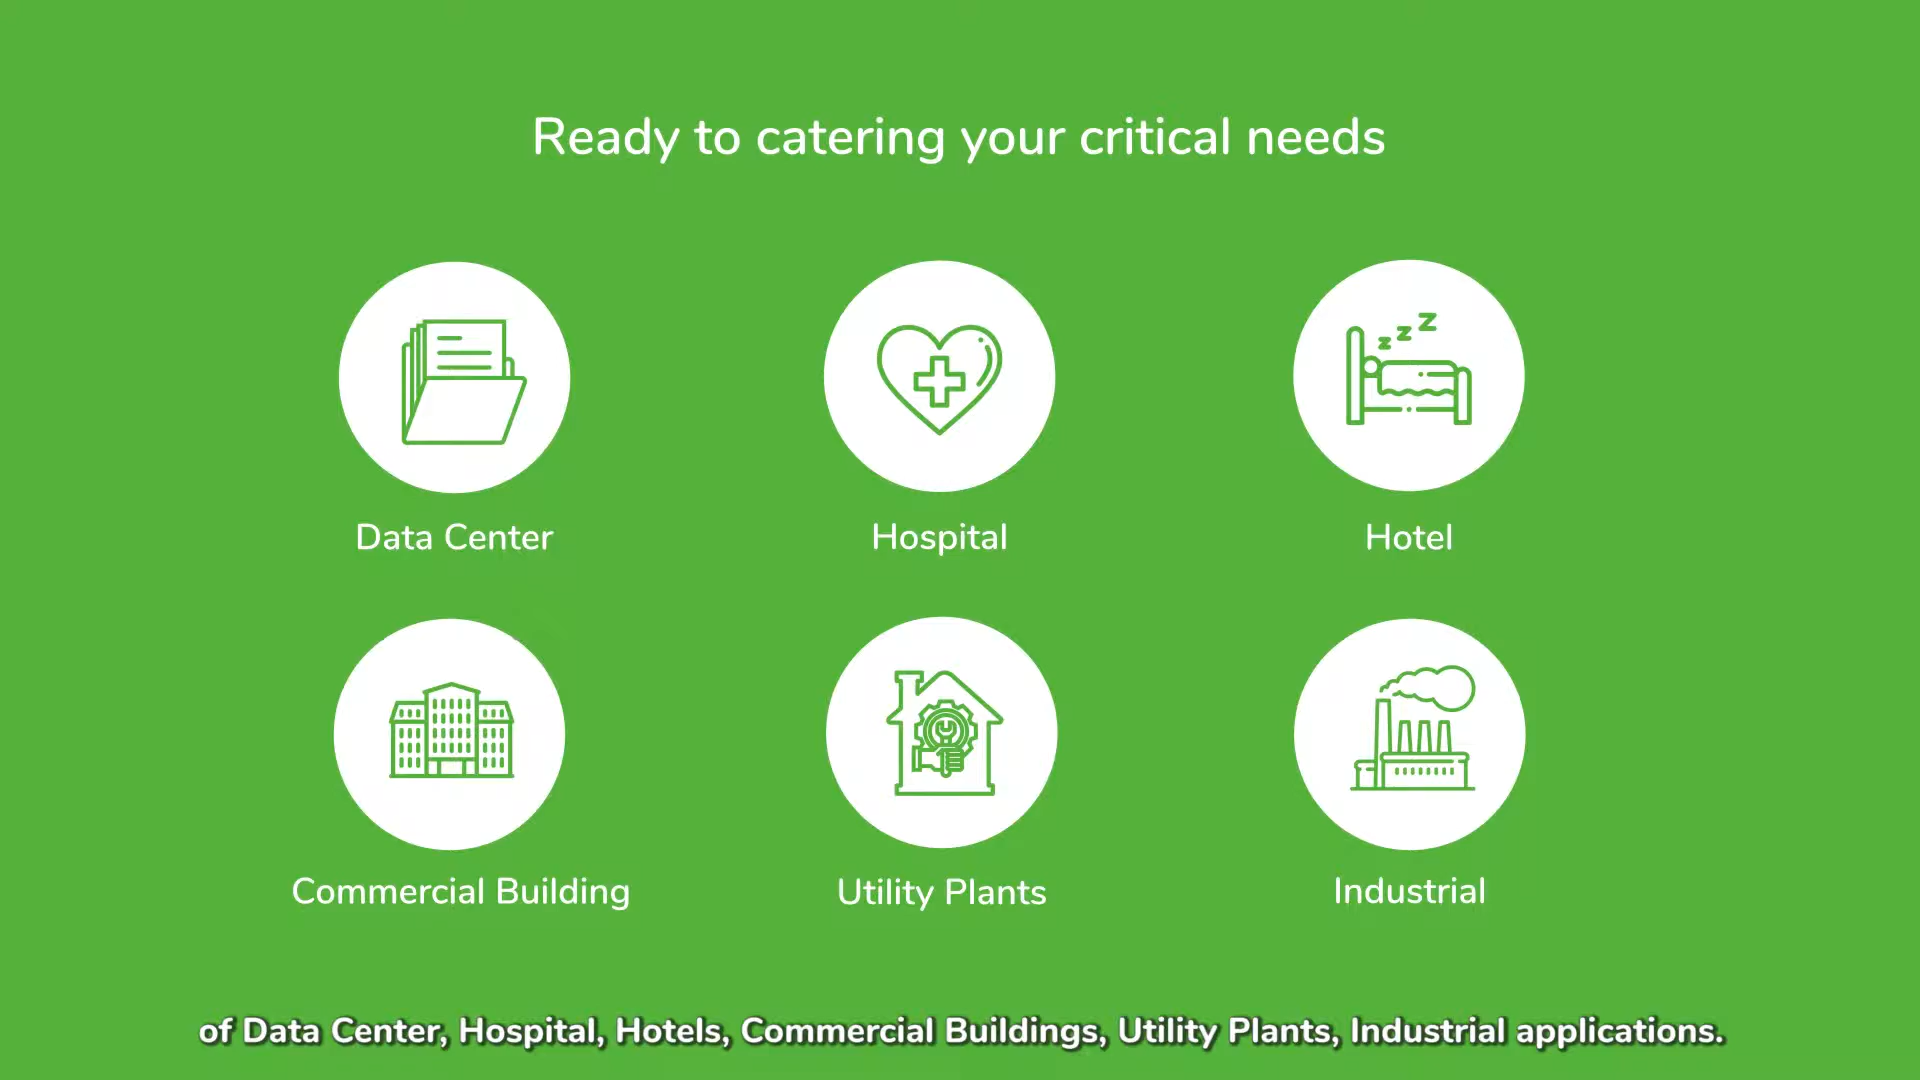 Ready to catering your critical needs
z z z
Data Center
Hospital
Hotel
Commercial Building
Utility Plants
Industrial
of Data Center, Hospital, Hotels, Commercial Buildings, Utility Plants, Industrial applications.